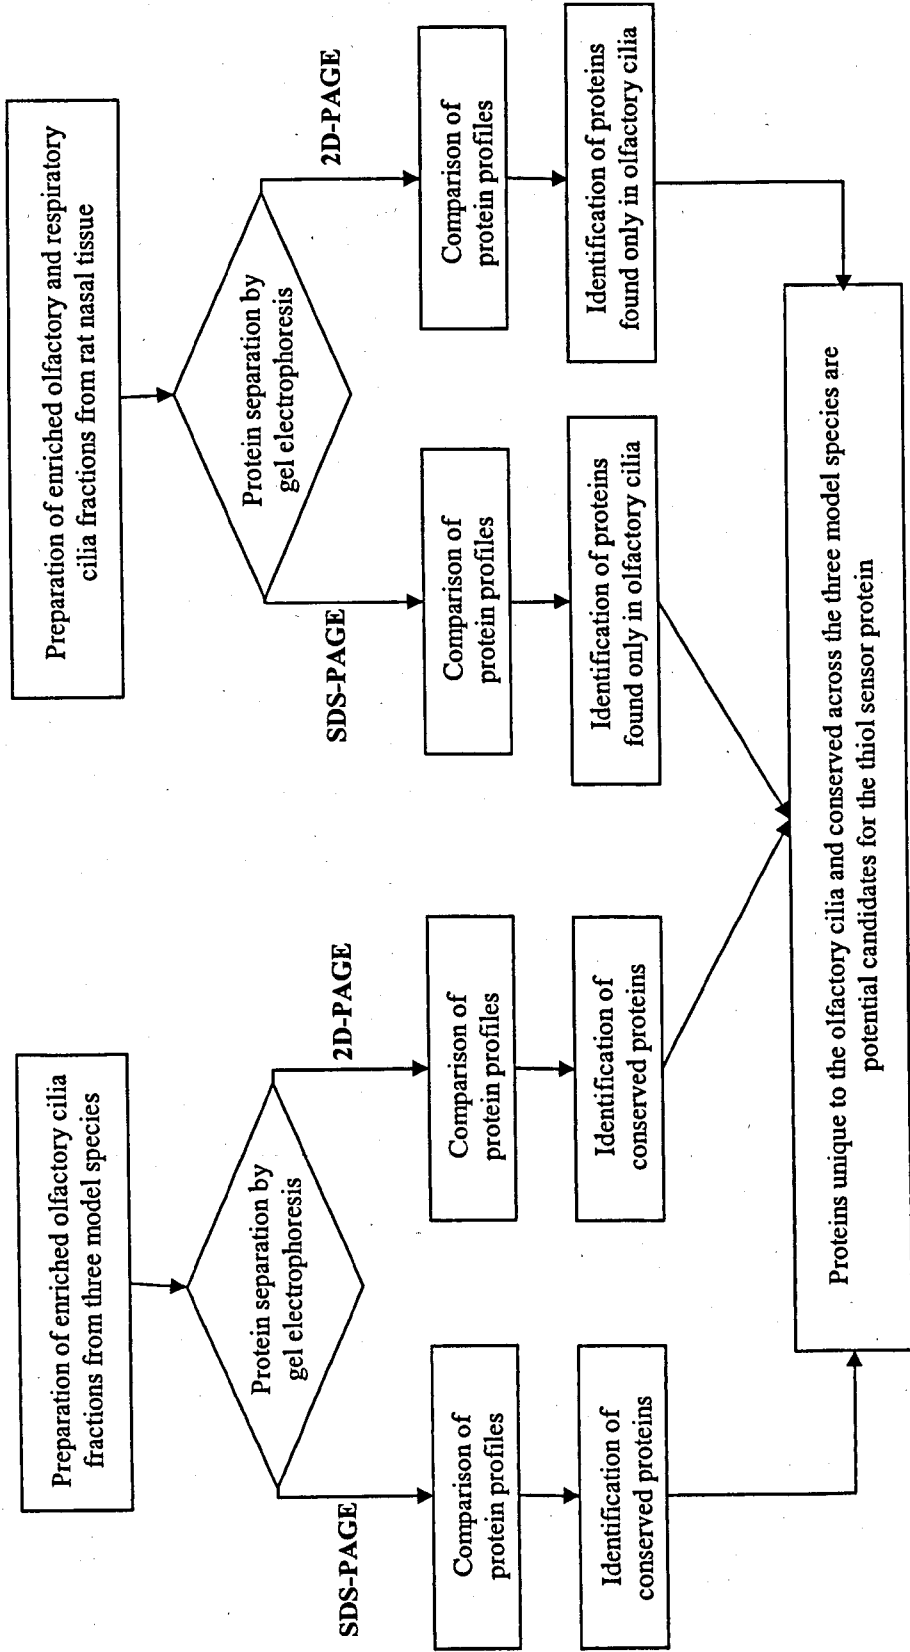 Preparation of enriched olfactory cilia
fractions from three model species
Protein separation by
gel electrophoresis
SDS-PAGE
2D-PAGE
Comparison of
protein profiles
Comparison of
protein profiles
Identification of
conserved proteins
Identification of
conserved proteins
Preparation of enriched olfactory and respiratory
cilia fractions from rat nasal tissue
Protein separation by
gel electrophoresis
SDS-PAGE
2D-PAGE
Comparison of
protein profiles
Comparison of
protein profiles
Identification of proteins
found only in olfactory cilia
Identification of proteins
found only in olfactory cilia
Proteins unique to the olfactory cilia and conserved across the three model species are
potential candidates for the thiol sensor protein